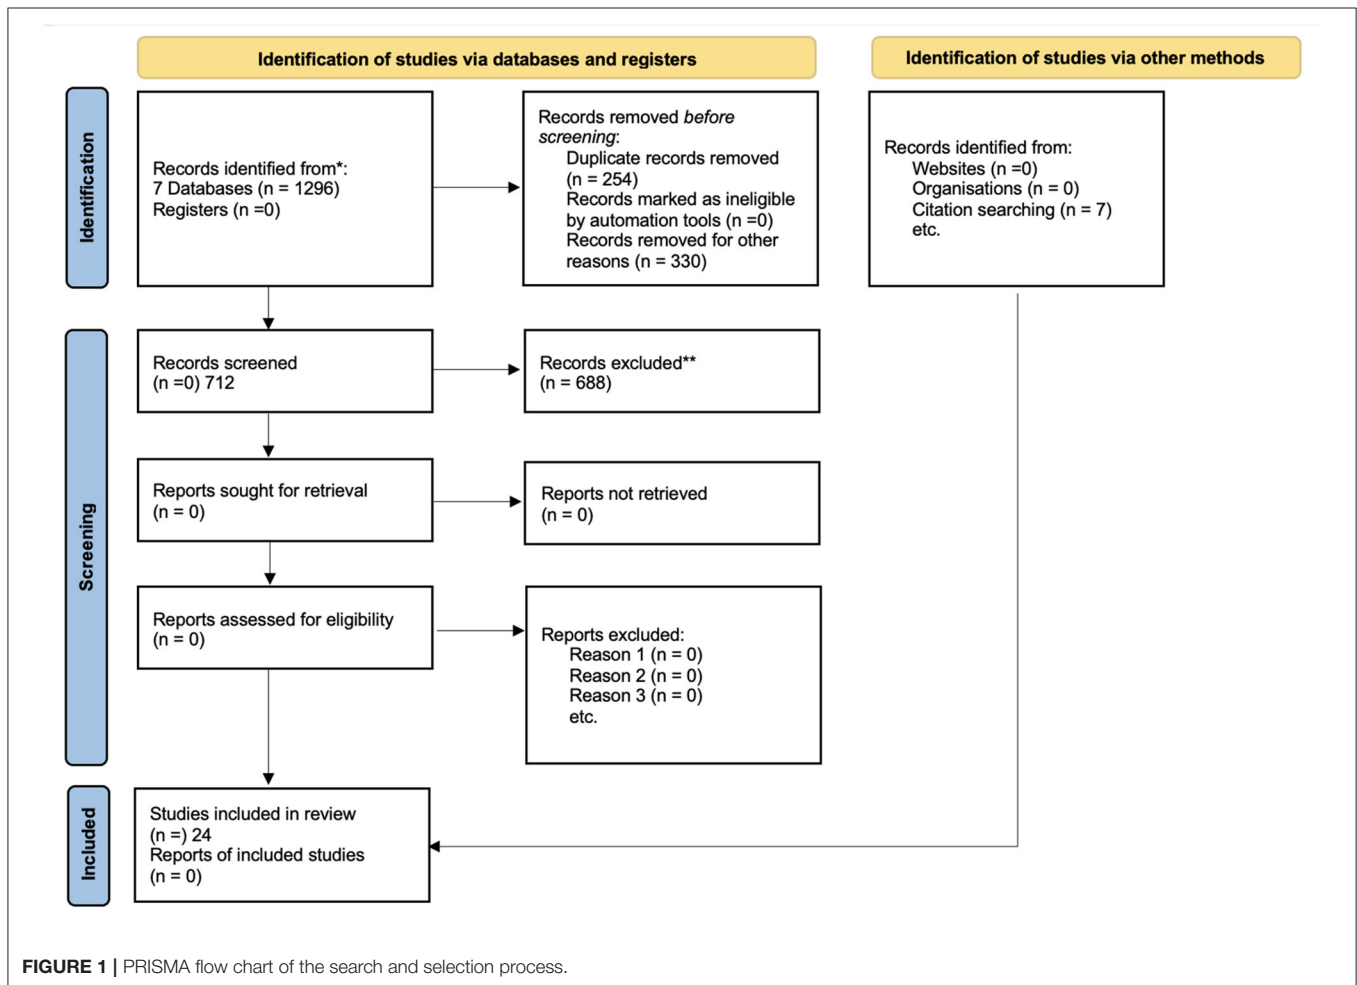 Identification of studies via databases and registers
Identification of studies via other methods
Identification
Records identified from*:
7 Databases (n = 1296)
Registers (n =0)
Records removed before
screening:
Duplicate records removed
(n = 254)
Records marked as ineligible
by automation tools (n =0)
Records removed for other
reasons (n = 330)
Records identified from:
Websites (n =0)
Organisations (n = 0)
Citation searching (n = 7)
etc.
Screening
Records screened
(n =0) 712
Records excluded**
(n = 688)
Reports sought for retrieval
(n = 0)
Reports not retrieved
(n = 0)
Reports assessed for eligibility
(n = 0)
Reports excluded:
Reason 1 (n = 0)
Reason 2 (n = 0)
Reason 3 (n = 0)
etc.
Included
Studies included in review
(n =) 24
Reports of included studies
(n = 0)
FIGURE 1 | PRISMA flow chart of the search and selection process.